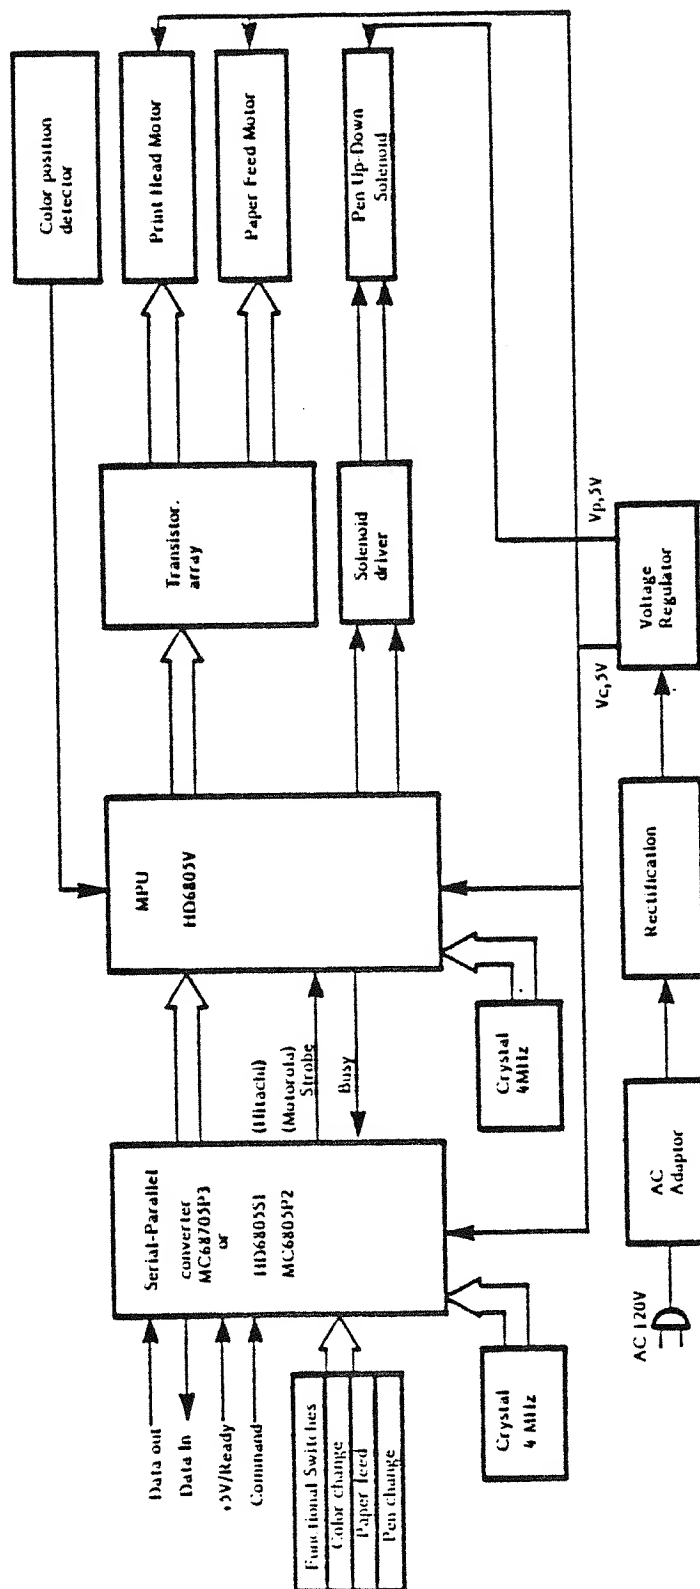 Data out
Data In
+5V/Ready
Command
Functional Switches
Color change
Paper feed
Pen change
Serial-Parallel
converter
MC68705P3
or
HD6805S1
MC6805P2
(Hitachi)
(Motorola)
Strobe
Busy
Crystal
4 MHz
Crystal
4MHz
MPU
HD6805V
Transistor.
array
Solenoid
driver
Color position
detector
Print Head Motor
Paper Feed Motor
Pen Up-Down
Solenoid
AC 120V
AC
Adaptor
Rectification
Voltage
Regulator
Vc,5V
Vp,5V